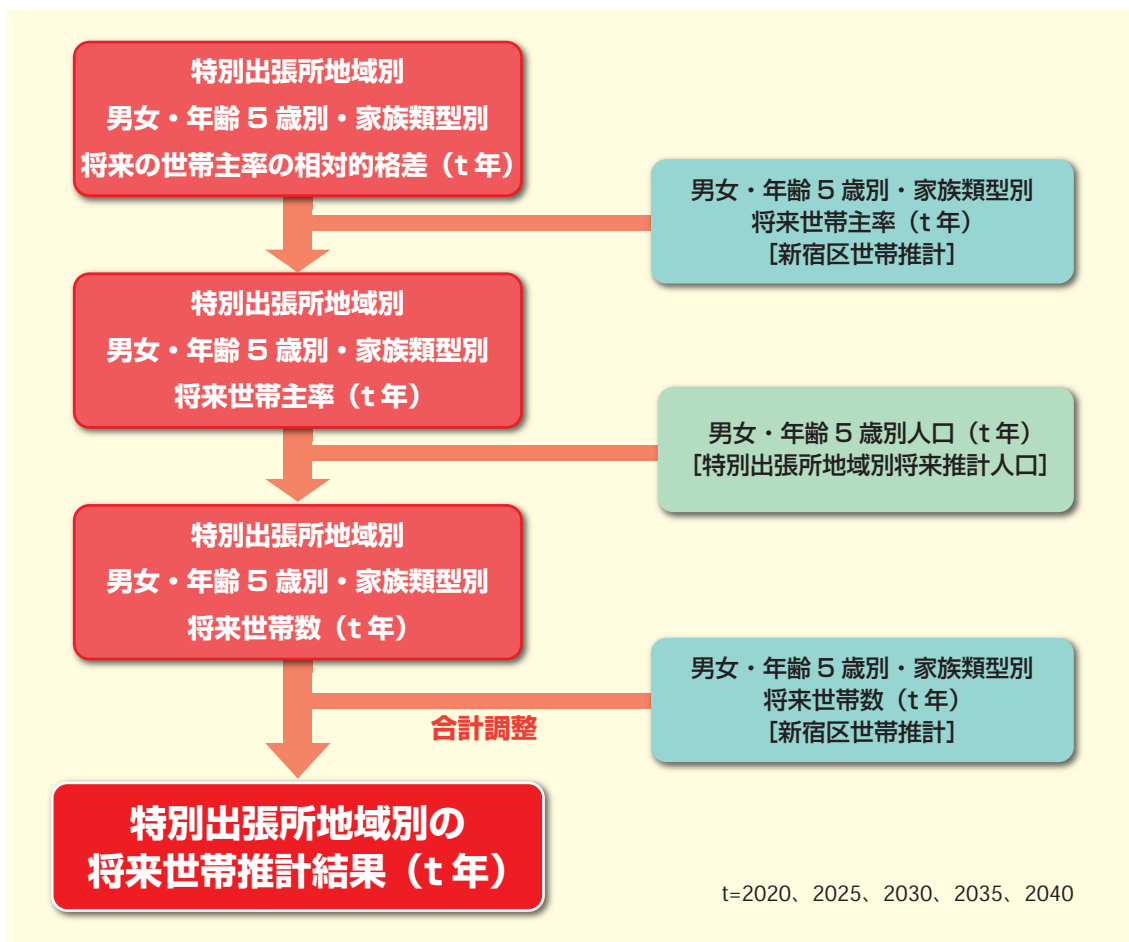 特別出張所地域別
男女・年齢 5 歳別・家族類型別
将来の世帯主率の相対的格差（t 年）
男女・年齢 5 歳別・家族類型別
将来世帯主率（t 年）
［新宿区世帯推計］
特別出張所地域別
男女・年齢 5 歳別・家族類型別
将来世帯主率（t 年）
男女・年齢 5 歳別人口（t 年）
［特別出張所地域別将来推計人口］
特別出張所地域別
男女・年齢 5 歳別・家族類型別
将来世帯数（t 年）
男女・年齢 5 歳別・家族類型別
将来世帯数（t 年）
［新宿区世帯推計］
合計調整
特別出張所地域別の
将来世帯推計結果（t 年）
t=2020、2025、2030、2035、2040